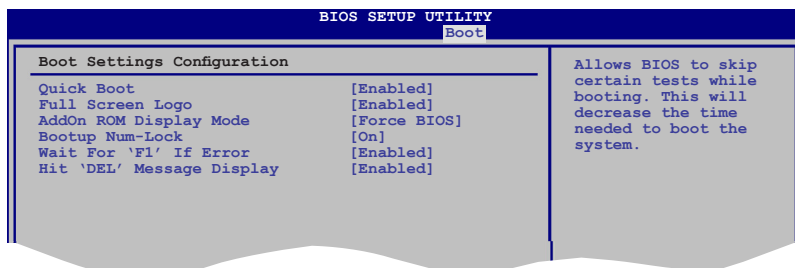 BIOS SETUP UTILITY
Boot
Boot Settings Configuration
Quick Boot [Enabled]
Full Screen Logo [Enabled]
AddOn ROM Display Mode [Force BIOS]
Bootup Num-Lock [On]
Wait For ‘F1’ If Error [Enabled]
Hit ‘DEL’ Message Display [Enabled]
Allows BIOS to skip
certain tests while
booting. This will
decrease the time
needed to boot the
system.